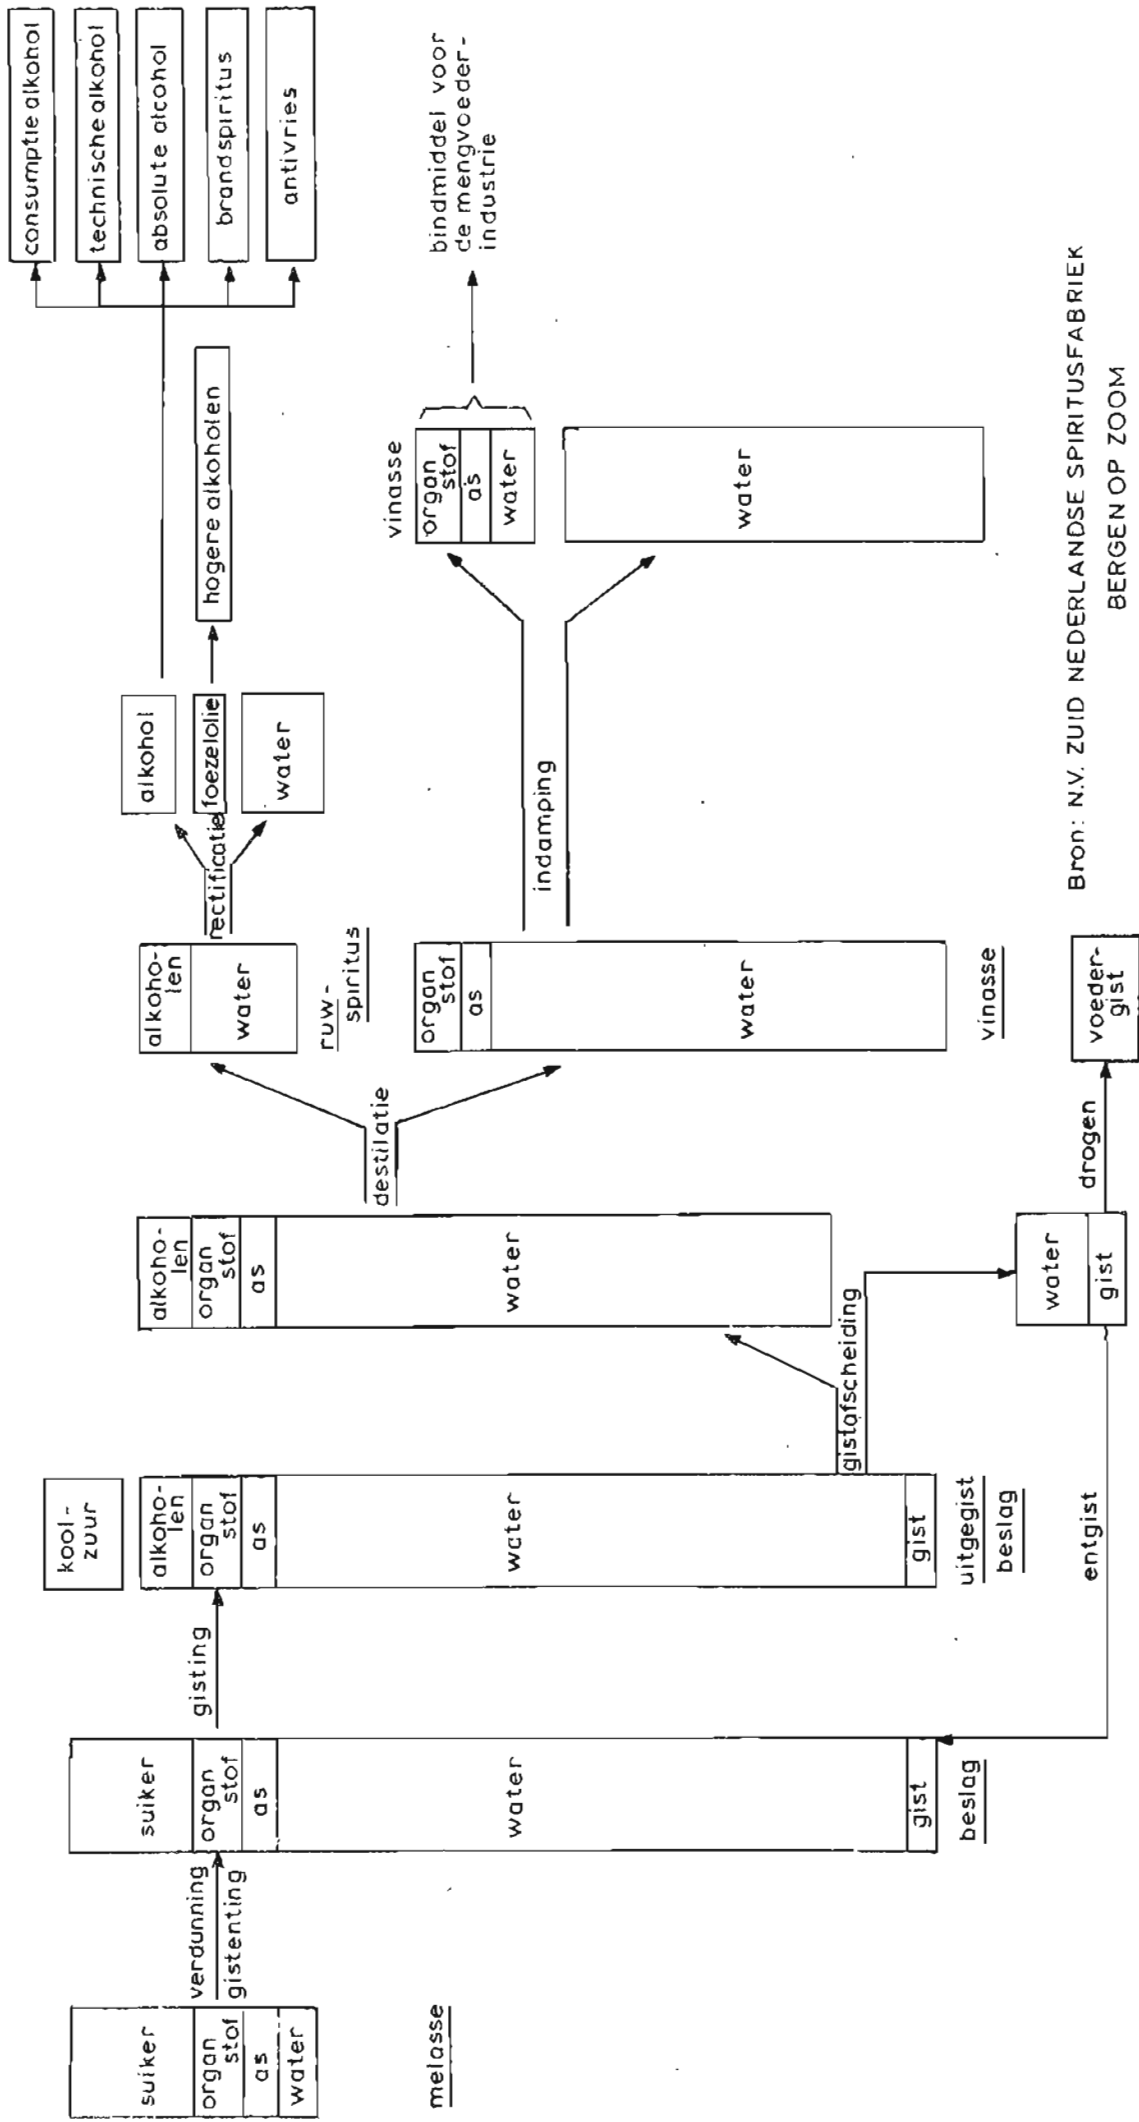 suiker
organ
stof
as
water
melasse
verdunning
gistenting
suiker
organ
stof
as
water
gist
beslag
gisting
kool-
zuur
alkoho-
len
organ
stof
as
water
gist
uitgegist
beslag
gistafscheiding
entgist
alkoho-
len
organ
stof
as
water
water
gist
drogen
voeder-
gist
destilatie
alkoho-
len
water
ruw-
spiritus
organ
stof
as
water
vinasse
rectificatie
alkohol
foezelolie
water
hogere alkoholen
consumptie alkohol
technische alkohol
absolute alcohol
brandspiritus
antivries
indamping
vinasse
organ
stof
as
water
water
bindmiddel voor
de mengvoeder-
industrie
Bron: N.V. ZUID NEDERLANDSE SPIRITUSFABRIEK
BERGEN OP ZOOM